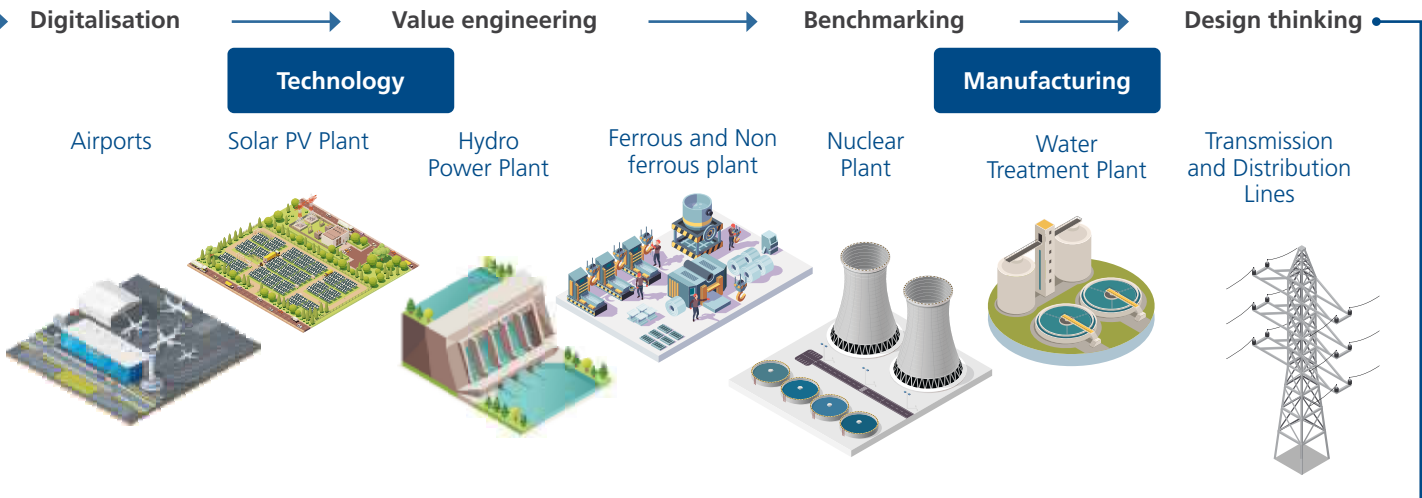 Digitalisation
Value engineering
Benchmarking
Design thinking
Technology
Manufacturing
Airports
Solar PV Plant
Hydro
Power Plant
Ferrous and Non
ferrous plant
Nuclear
Plant
Water
Treatment Plant
Transmission
and Distribution
Lines